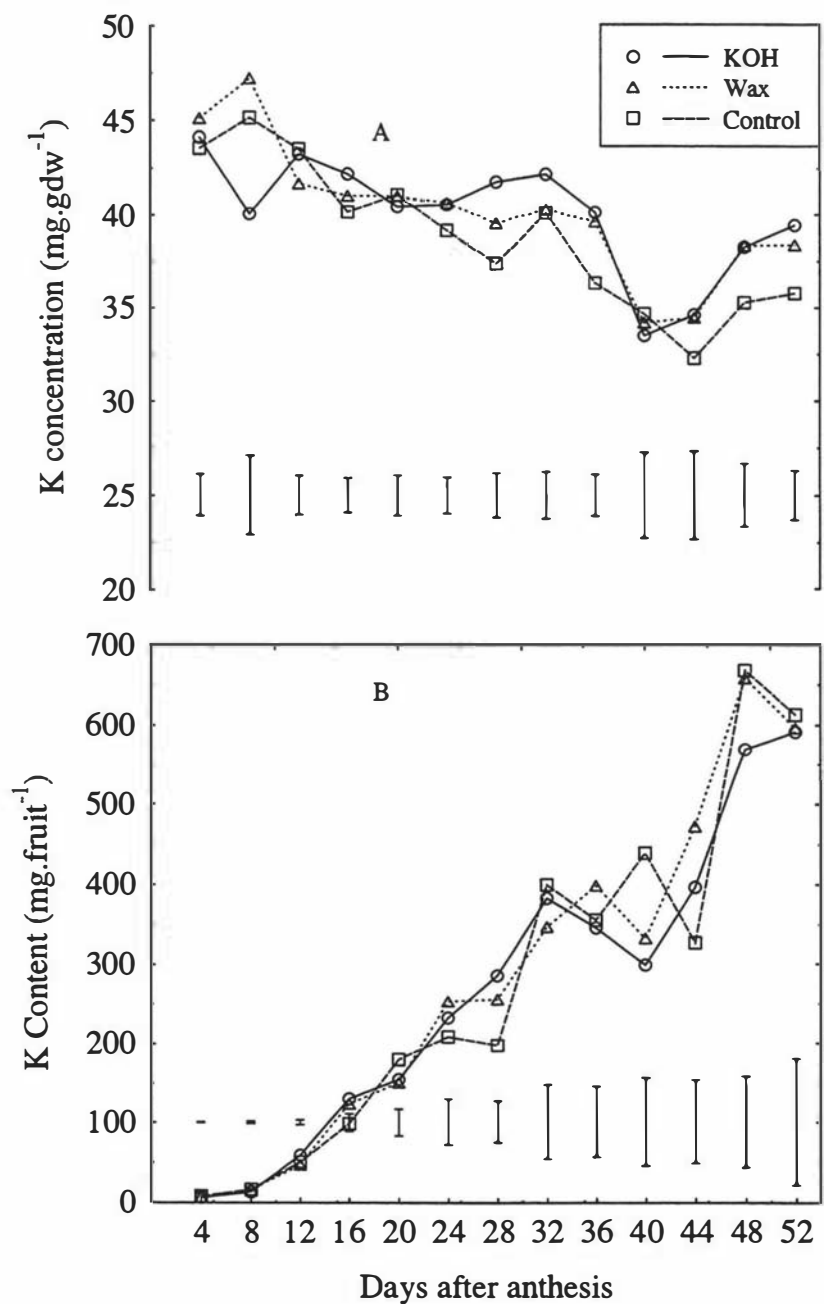 50
45
40
35
30
25
20
K concentration (mg.gdw⁻¹)
A
KOH
Wax
Control
700
600
500
400
300
200
100
0
K Content (mg.fruit⁻¹)
B
4 8 12 16 20 24 28 32 36 40 44 48 52
Days after anthesis